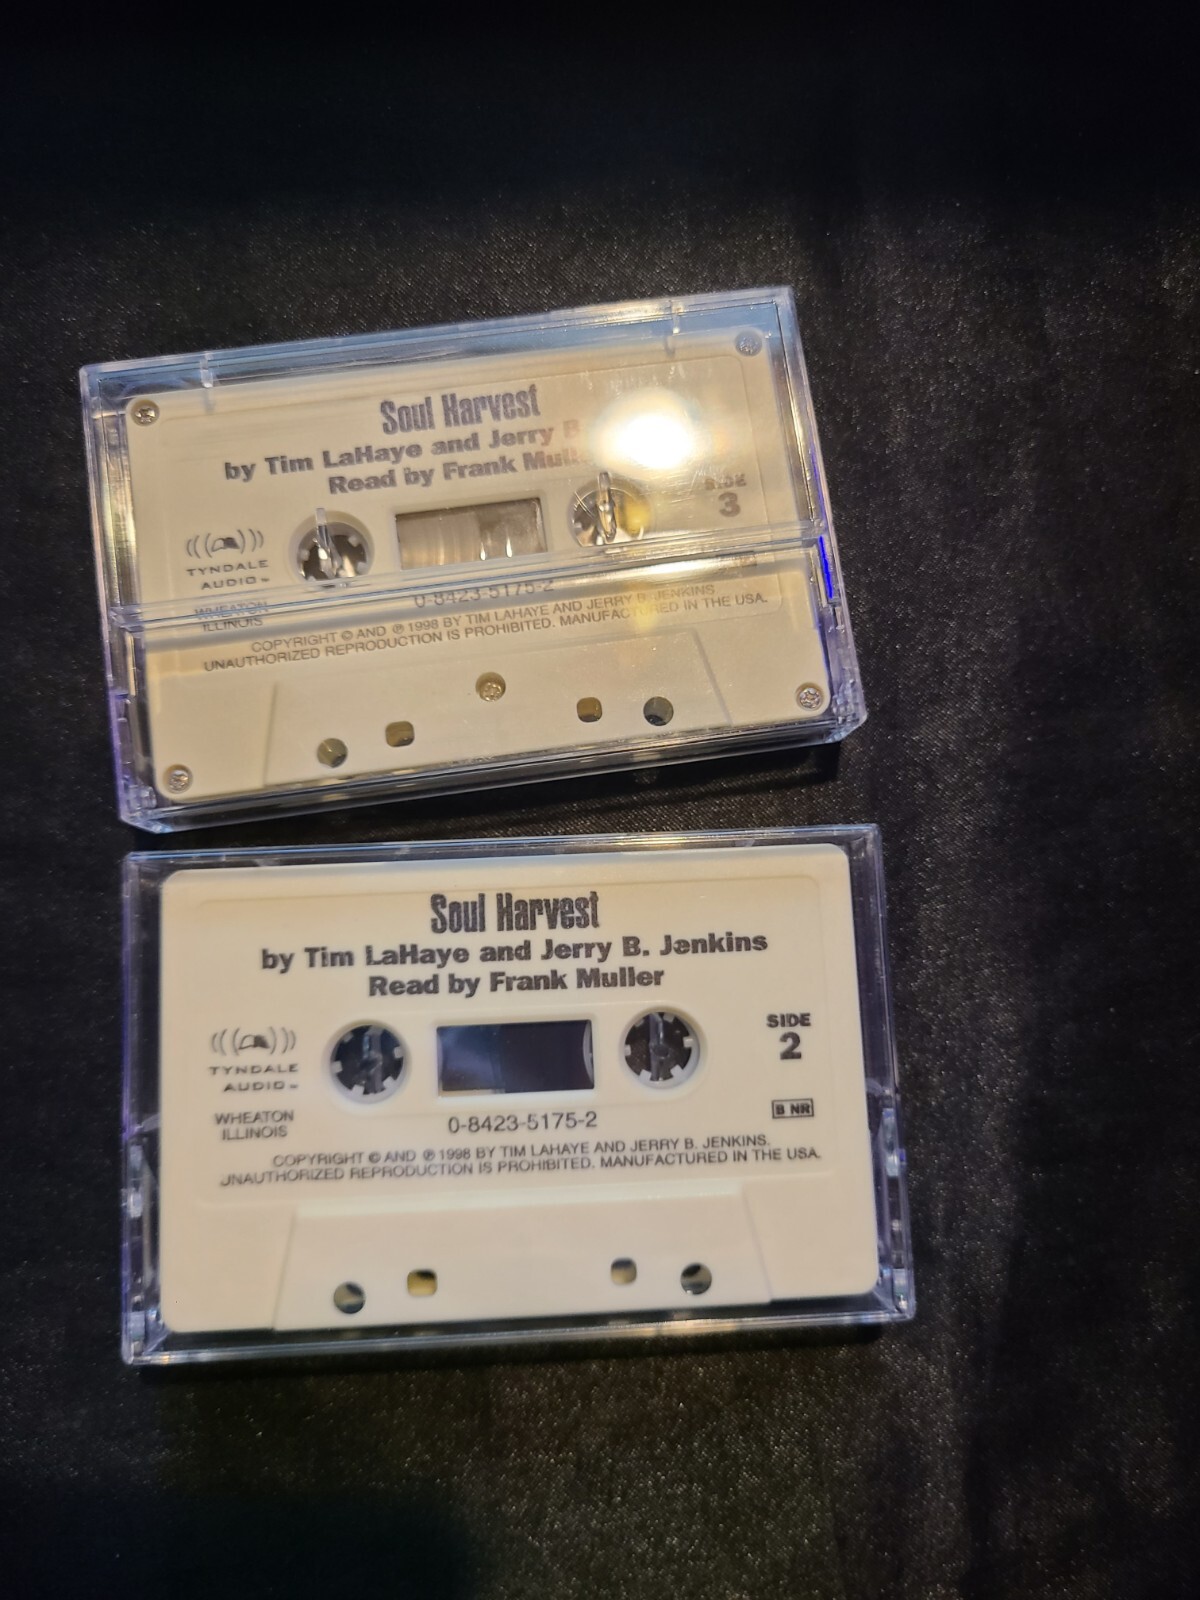 Soul Harvest
by Tim LaHaye and Jerry B
Read by Frank Mull
SIDE
3
TYNDALE
AUDIO™
WHEATON
ILLINOIS
0-8423-5175-2
COPYRIGHT © AND ℗ 1998 BY TIM LAHAYE AND JERRY B. JENKINS.
UNAUTHORIZED REPRODUCTION IS PROHIBITED. MANUFACTURED IN THE USA.
Soul Harvest
by Tim LaHaye and Jerry B. Jenkins
Read by Frank Muller
SIDE
2
TYNDALE
AUDIO™
WHEATON
ILLINOIS
0-8423-5175-2
B NR
COPYRIGHT © AND ℗ 1998 BY TIM LAHAYE AND JERRY B. JENKINS.
UNAUTHORIZED REPRODUCTION IS PROHIBITED. MANUFACTURED IN THE USA.